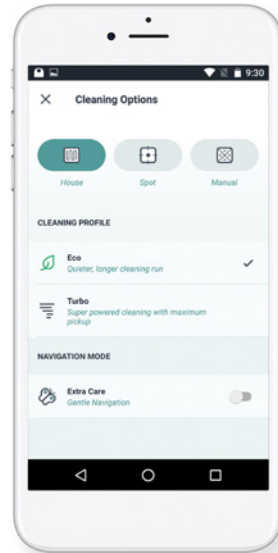 9:30
Cleaning Options
House Spot Manual
CLEANING PROFILE
Eco
Quieter, longer cleaning run
Turbo
Super powered cleaning with maximum
pickup
NAVIGATION MODE
Extra Care
Gentle Navigation